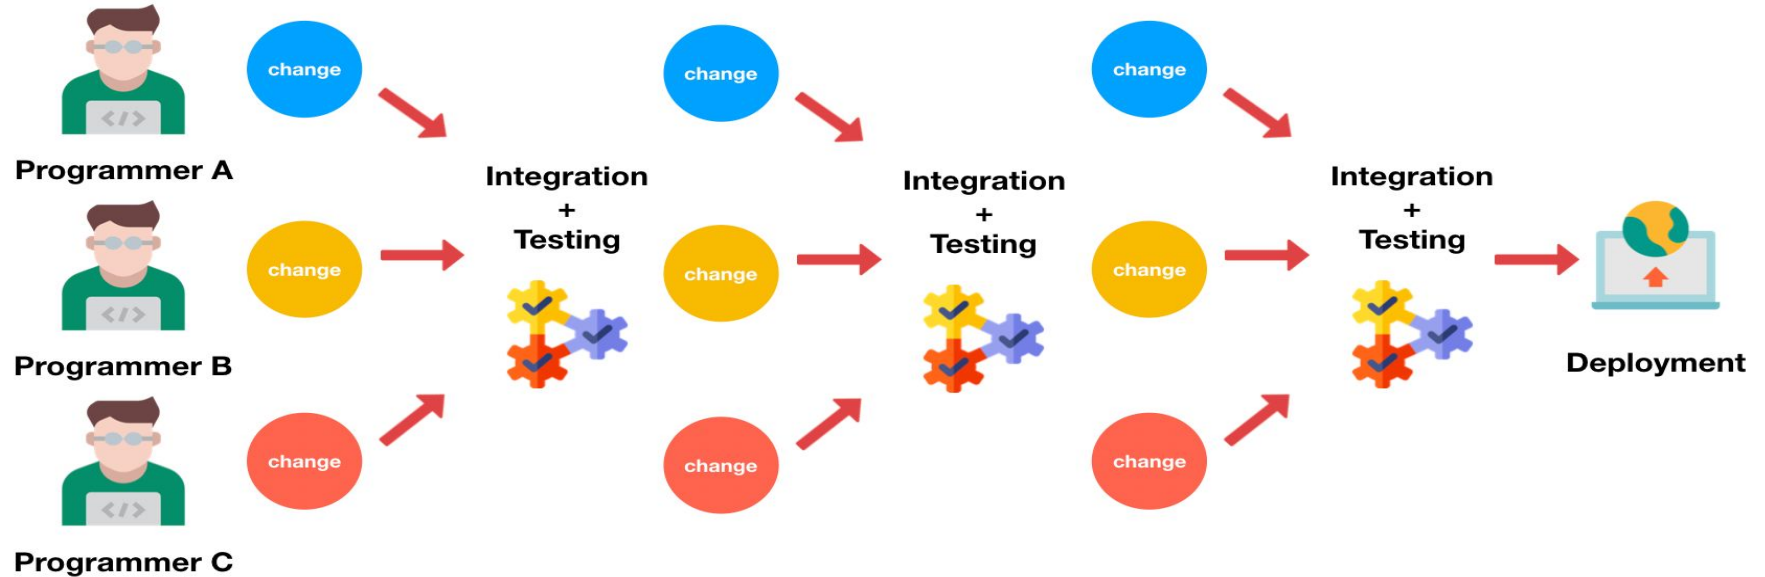 change
change
change
</>
Programmer A
Integration
+
Testing
Integration
+
Testing
Integration
+
Testing
change
change
change
</>
Programmer B
Deployment
change
change
change
</>
Programmer C